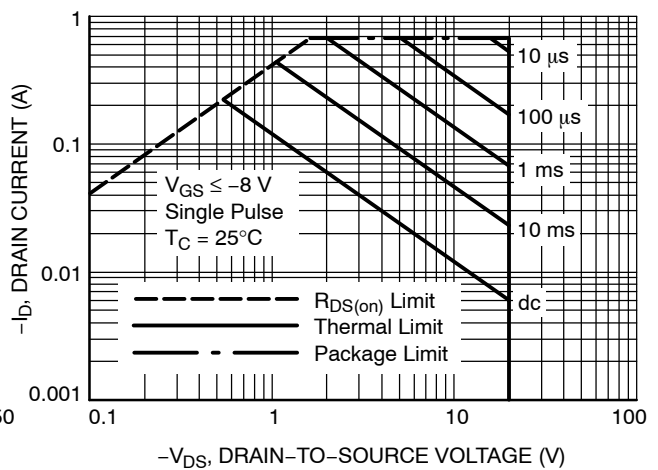 1
10 μs
−ID, DRAIN CURRENT (A)
100 μs
0.1
1 ms
VGS ≤ −8 V
Single Pulse
TC = 25°C
10 ms
0.01
dc
RDS(on) Limit
Thermal Limit
Package Limit
0.001
0.1
1
10
100
−VDS, DRAIN−TO−SOURCE VOLTAGE (V)